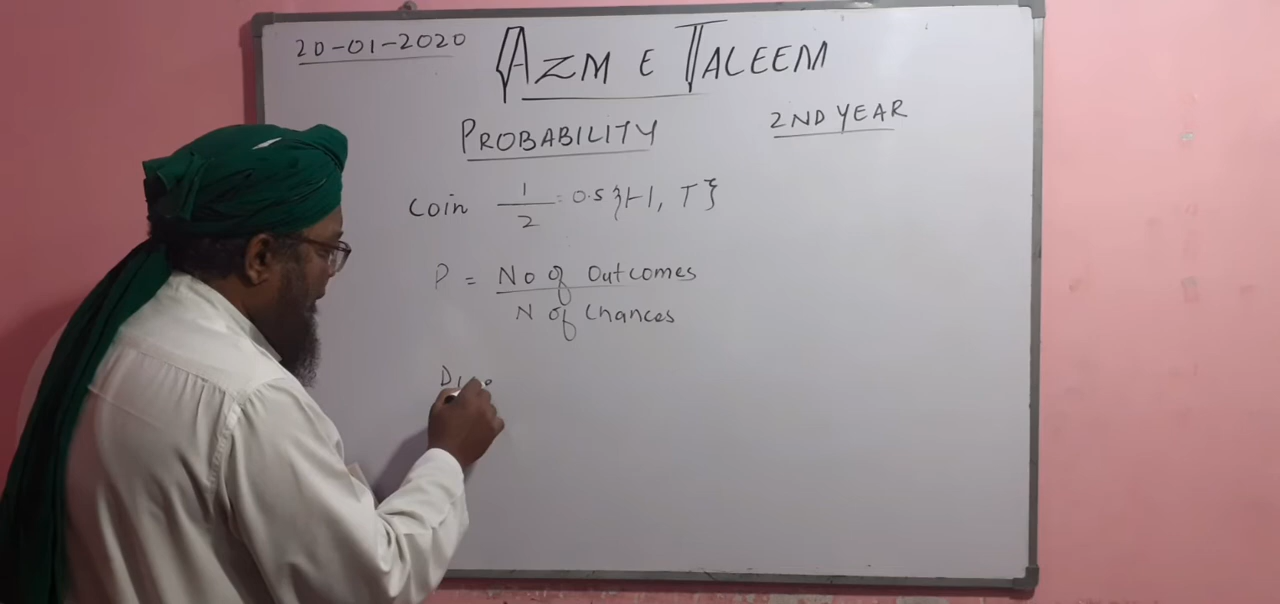 20-01-2020
AZM E TALEEM
PROBABILITY
2ND YEAR
Coin 1/2 = 0.5 {H, T}
P = No of Outcomes
N of Chances